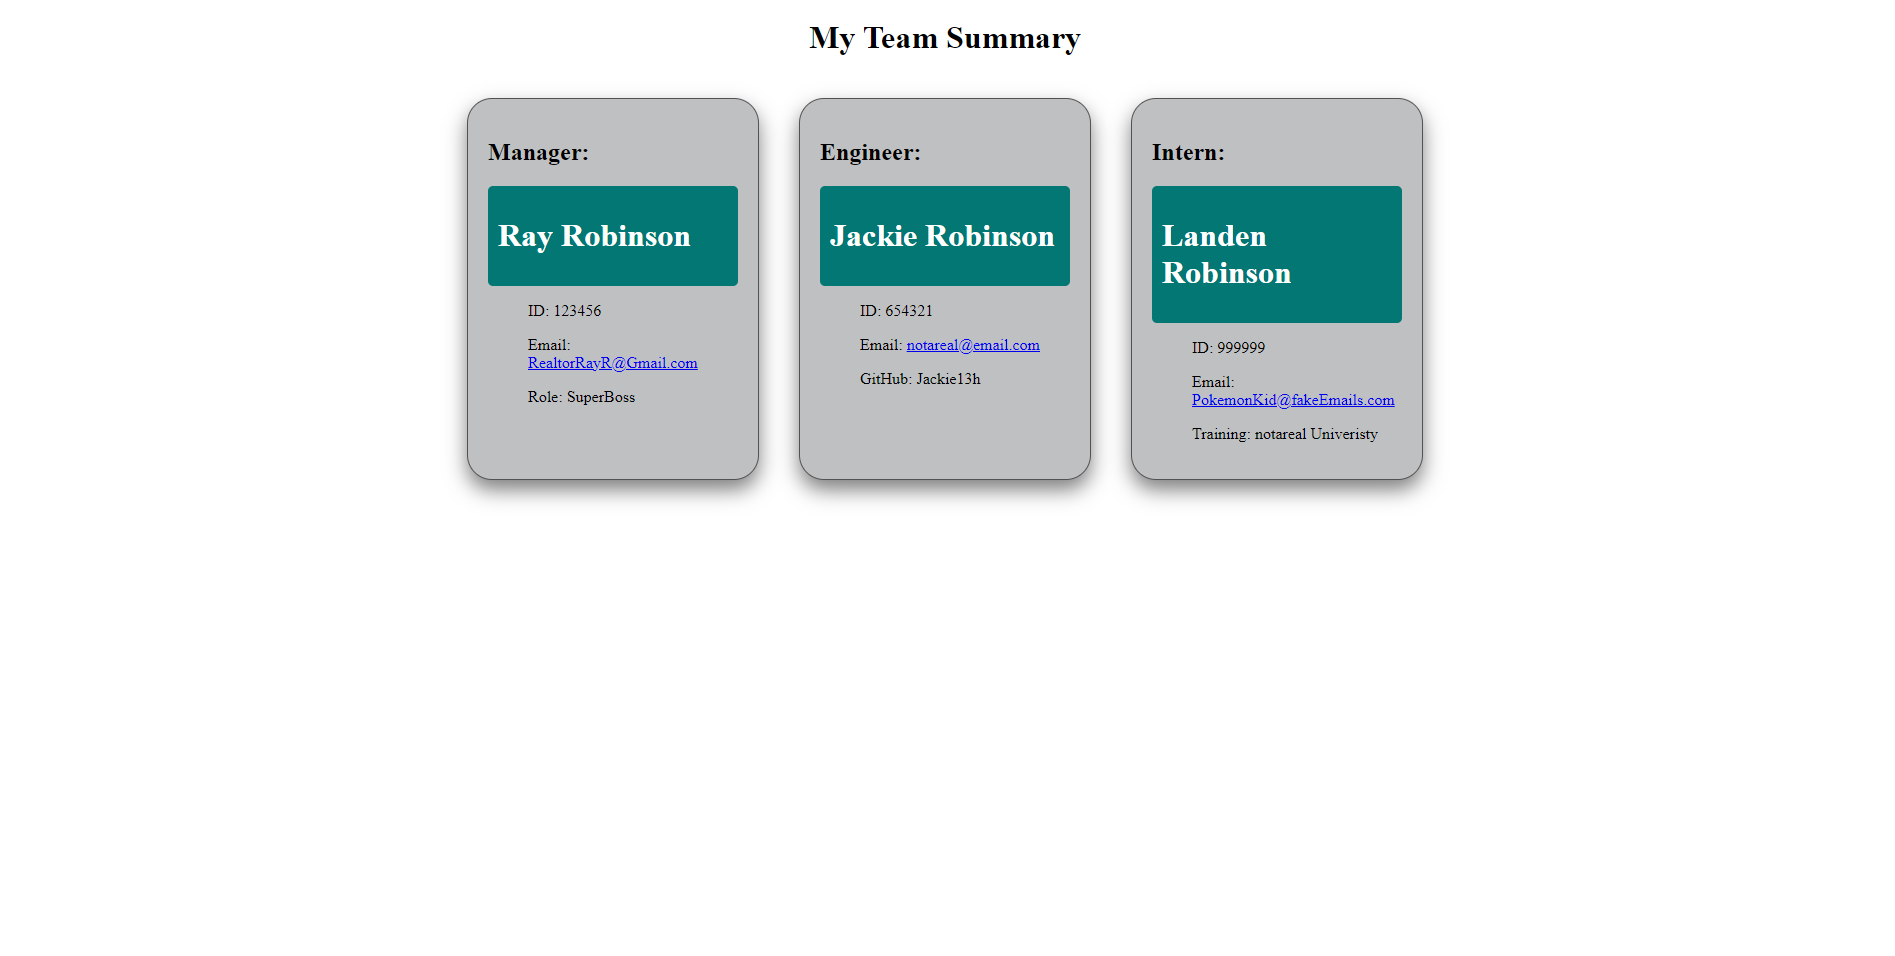 My Team Summary
Manager:
Ray Robinson
ID: 123456
Email:
RealtorRayR@Gmail.com
Role: SuperBoss
Engineer:
Jackie Robinson
ID: 654321
Email: notareal@email.com
GitHub: Jackie13h
Intern:
Landen
Robinson
ID: 999999
Email:
PokemonKid@fakeEmails.com
Training: notareal Univeristy